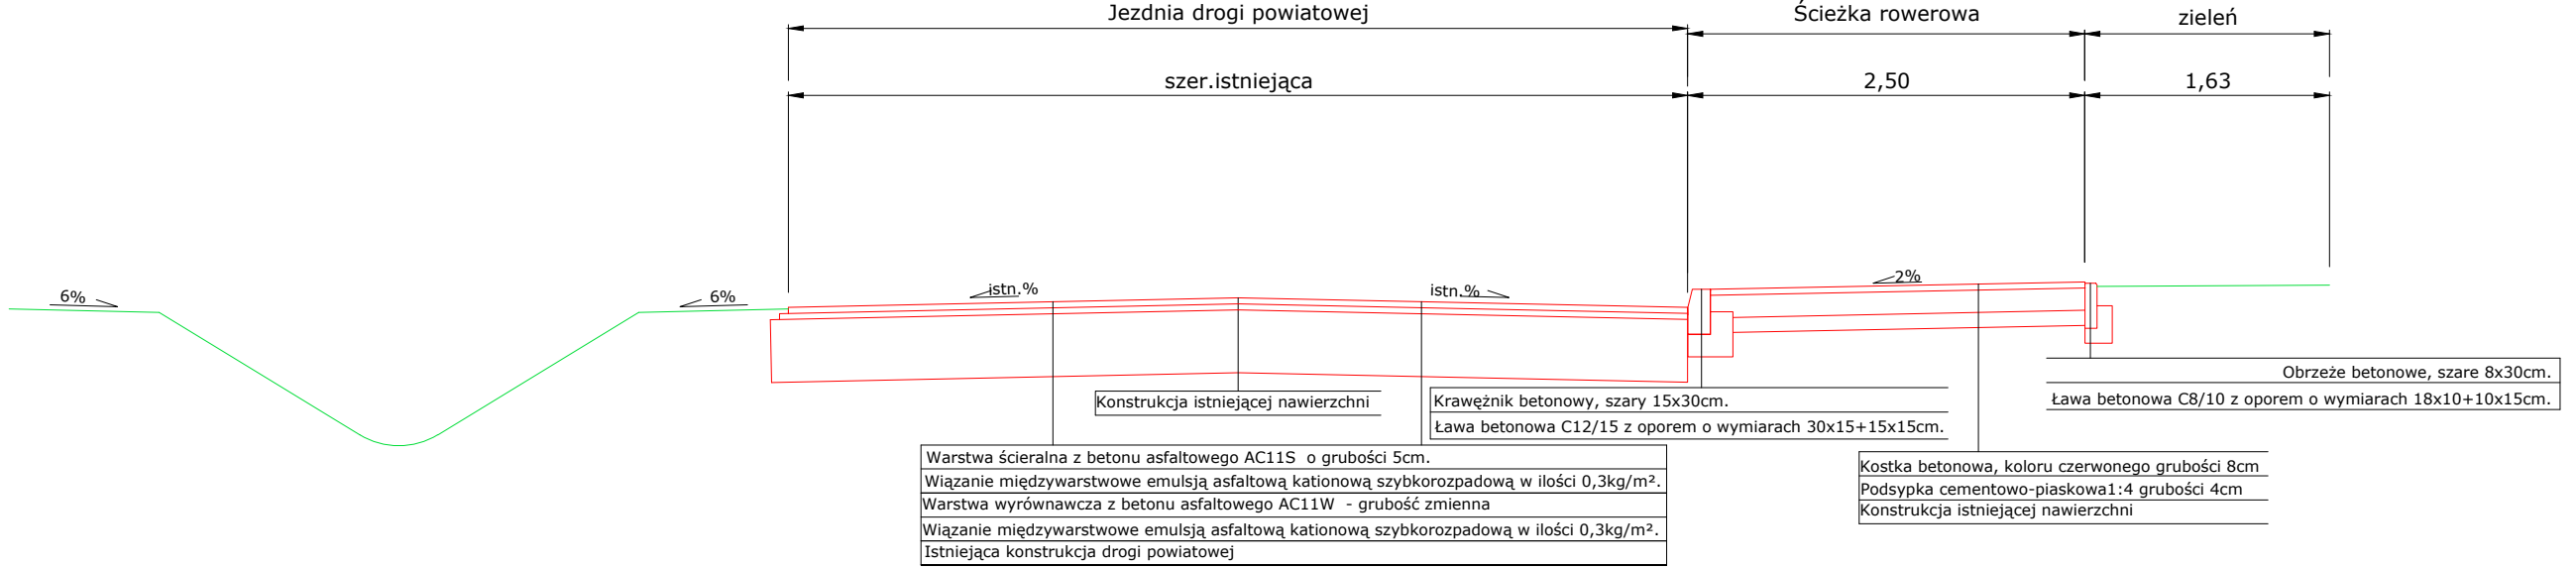 Jezdnia drogi powiatowej
Ścieżka rowerowa
zieleń
szer.istniejąca
2,50
1,63
6%
6%
istn.%
istn.%
2%
Konstrukcja istniejącej nawierzchni
Krawężnik betonowy, szary 15x30cm.
Ława betonowa C12/15 z oporem o wymiarach 30x15+15x15cm.
Obrzeże betonowe, szare 8x30cm.
Ława betonowa C8/10 z oporem o wymiarach 18x10+10x15cm.
Warstwa ścieralna z betonu asfaltowego AC11S o grubości 5cm.
Wiązanie międzywarstwowe emulsją asfaltową kationową szybkorozpadową w ilości 0,3kg/m².
Warstwa wyrównawcza z betonu asfaltowego AC11W - grubość zmienna
Wiązanie międzywarstwowe emulsją asfaltową kationową szybkorozpadową w ilości 0,3kg/m².
Istniejąca konstrukcja drogi powiatowej
Kostka betonowa, koloru czerwonego grubości 8cm
Podsypka cementowo-piaskowa1:4 grubości 4cm
Konstrukcja istniejącej nawierzchni